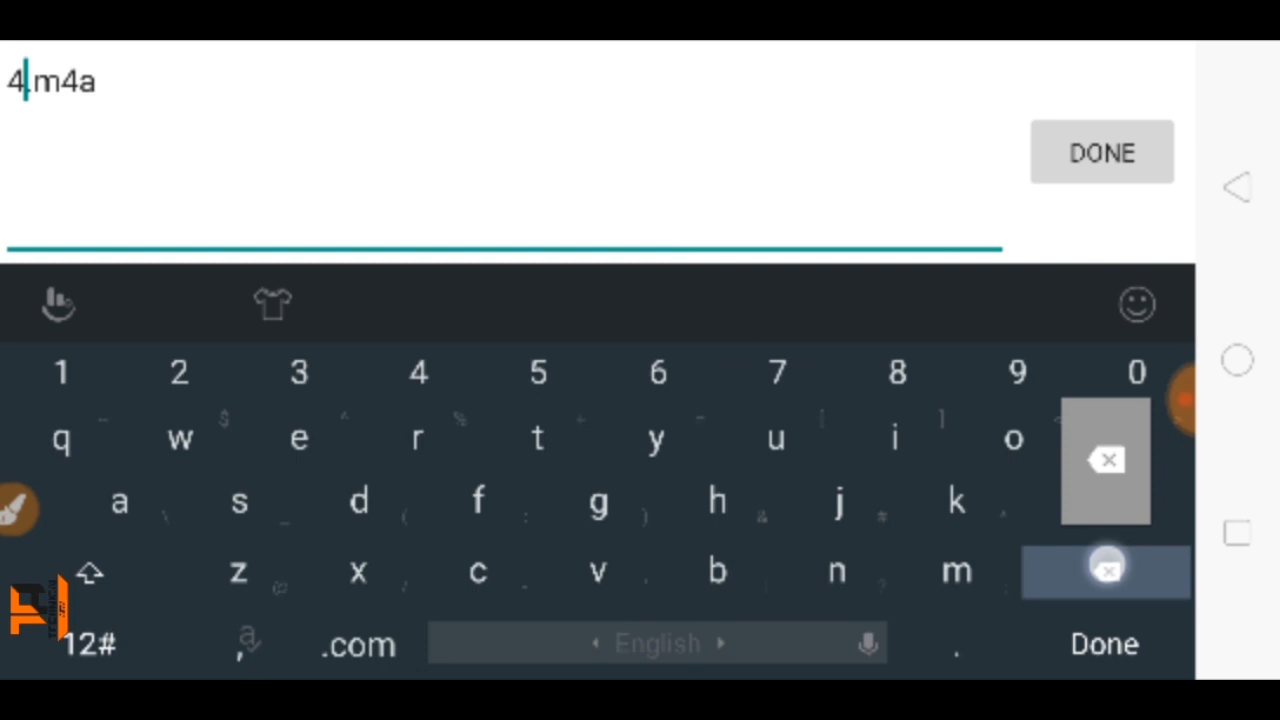 4.m4a
DONE
1 2 3 4 5 6 7 8 9 0
q w e r t y u i o
a s d f g h j k
z x c v b n m
12# , .com English . Done